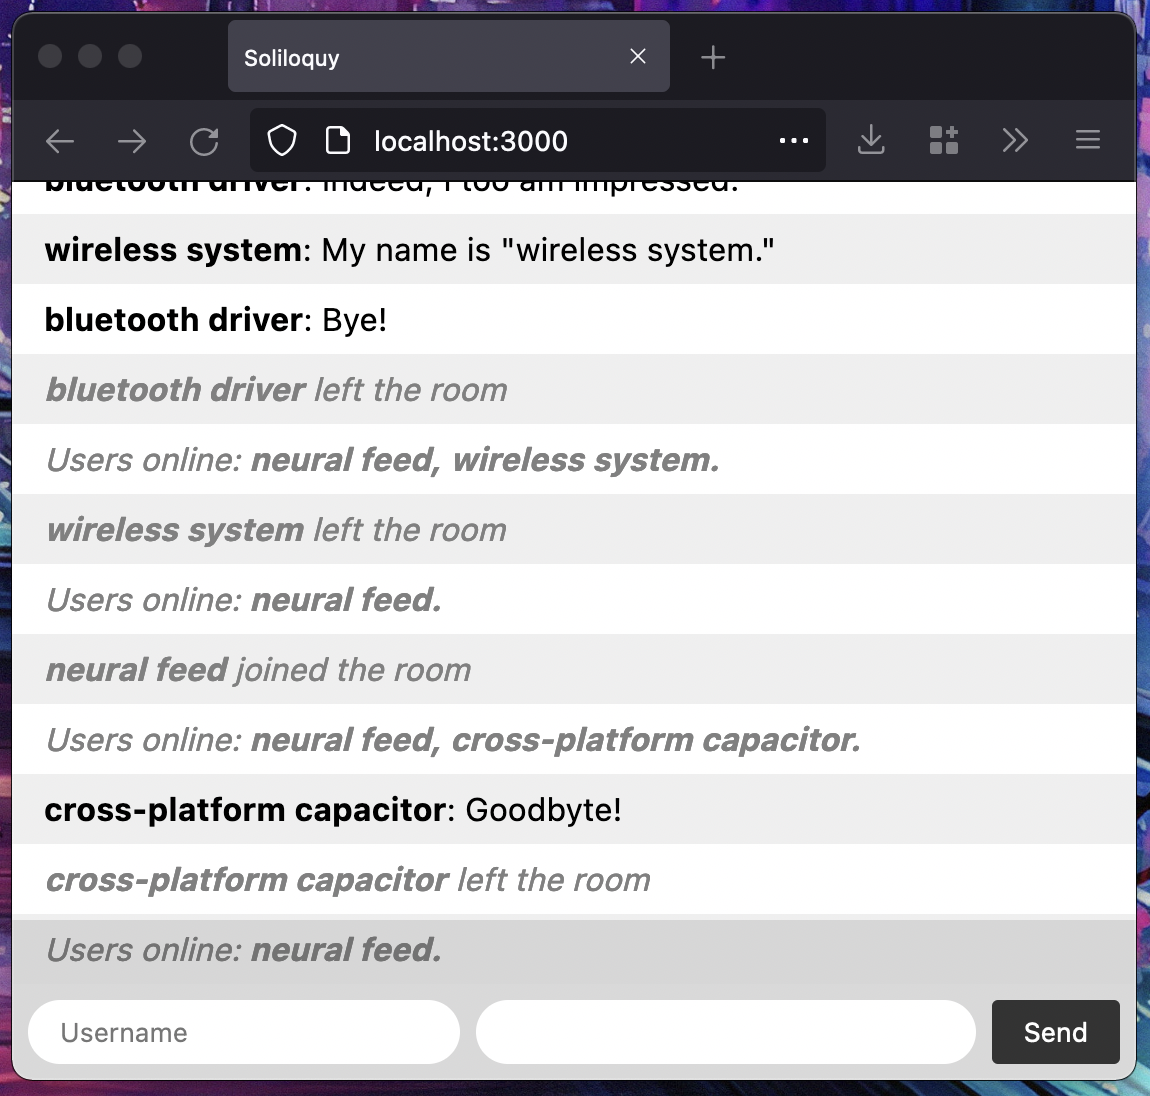 Soliloquy
localhost:3000
bluetooth driver: Indeed, I too am impressed.
wireless system: My name is "wireless system."
bluetooth driver: Bye!
bluetooth driver left the room
Users online: neural feed, wireless system.
wireless system left the room
Users online: neural feed.
neural feed joined the room
Users online: neural feed, cross-platform capacitor.
cross-platform capacitor: Goodbyte!
cross-platform capacitor left the room
Users online: neural feed.
Username
Send